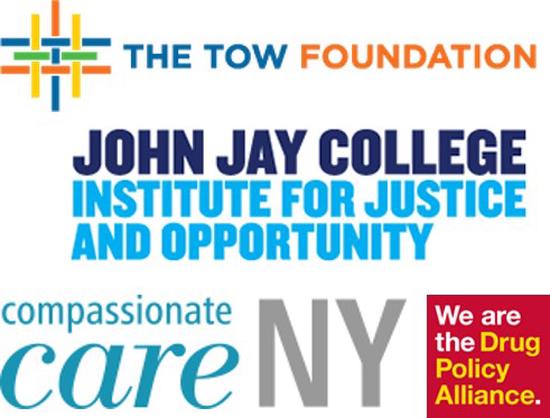 THE TOW FOUNDATION
JOHN JAY COLLEGE
INSTITUTE FOR JUSTICE
AND OPPORTUNITY
compassionate
care NY
We are
the Drug
Policy
Alliance.